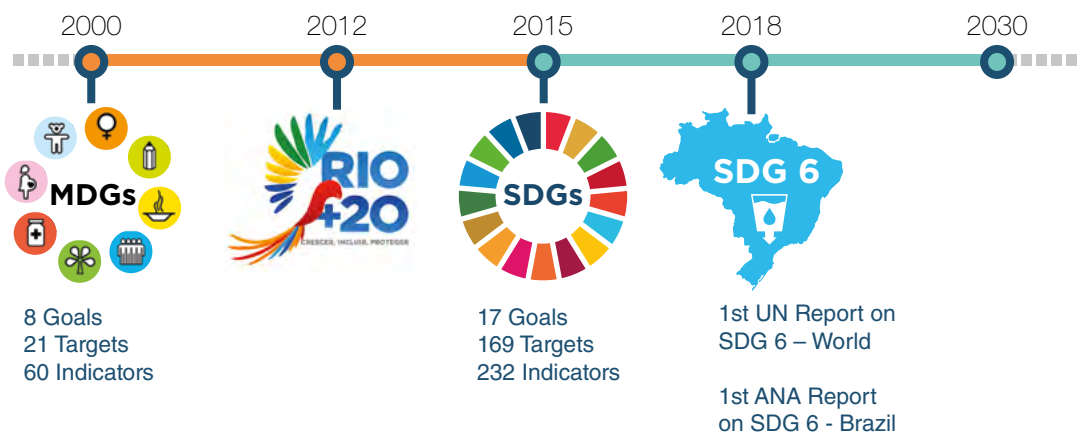 2000
2012
2015
2018
2030
MDGs
RIO
+20
CRESCER, INCLUIR, PROTEGER
SDGs
SDG 6
8 Goals
21 Targets
60 Indicators
17 Goals
169 Targets
232 Indicators
1st UN Report on
SDG 6 – World
1st ANA Report
on SDG 6 - Brazil